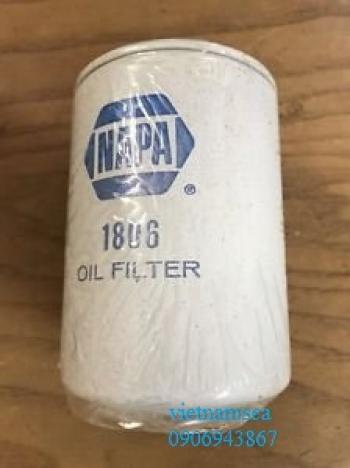 NAPA
®
1806
OIL FILTER
vietnamsea
0906943867